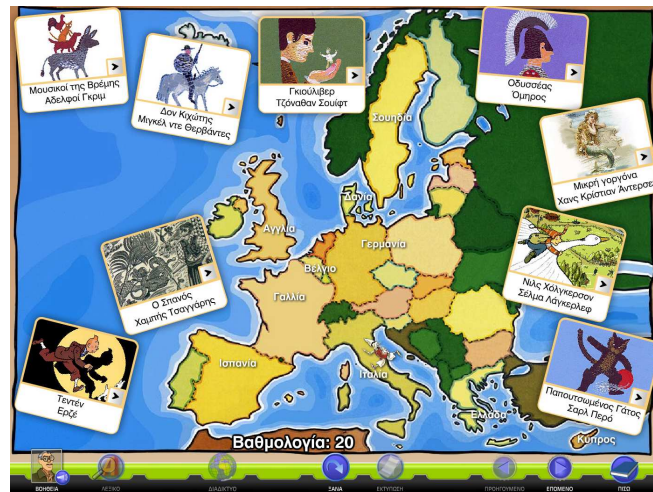 Μουσικοί της Βρέμης
Αδελφοί Γκριμ
Δον Κιχώτης
Μιγκέλ ντε Θερβάντες
Γκιούλιβερ
Τζόναθαν Σουίφτ
Οδυσσέας
Όμηρος
Μικρή γοργόνα
Χανς Κρίστιαν Άντερσε
Σουηδία
Δανία
Αγγλία
Γερμανία
Βέλγιο
Γαλλία
Ο Σπανός
Χαμπής Τσαγγάρης
Νιλς Χόλγκερσον
Σέλμα Λάγκερλεφ
Τεντέν
Ερζέ
Ισπανία
Ιταλία
Ελλάδα
Κύπρος
Παπουτσωμένος Γάτος
Σαρλ Περό
Βαθμολογία: 20
ΒΟΗΘΕΙΑ
ΛΕΞΙΚΟ
ΔΙΑΔΙΚΤΥΟ
ΞΑΝΑ
ΕΚΤΥΠΩΣΗ
ΠΡΟΗΓΟΥΜΕΝΟ
ΕΠΟΜΕΝΟ
ΠΙΣΩ